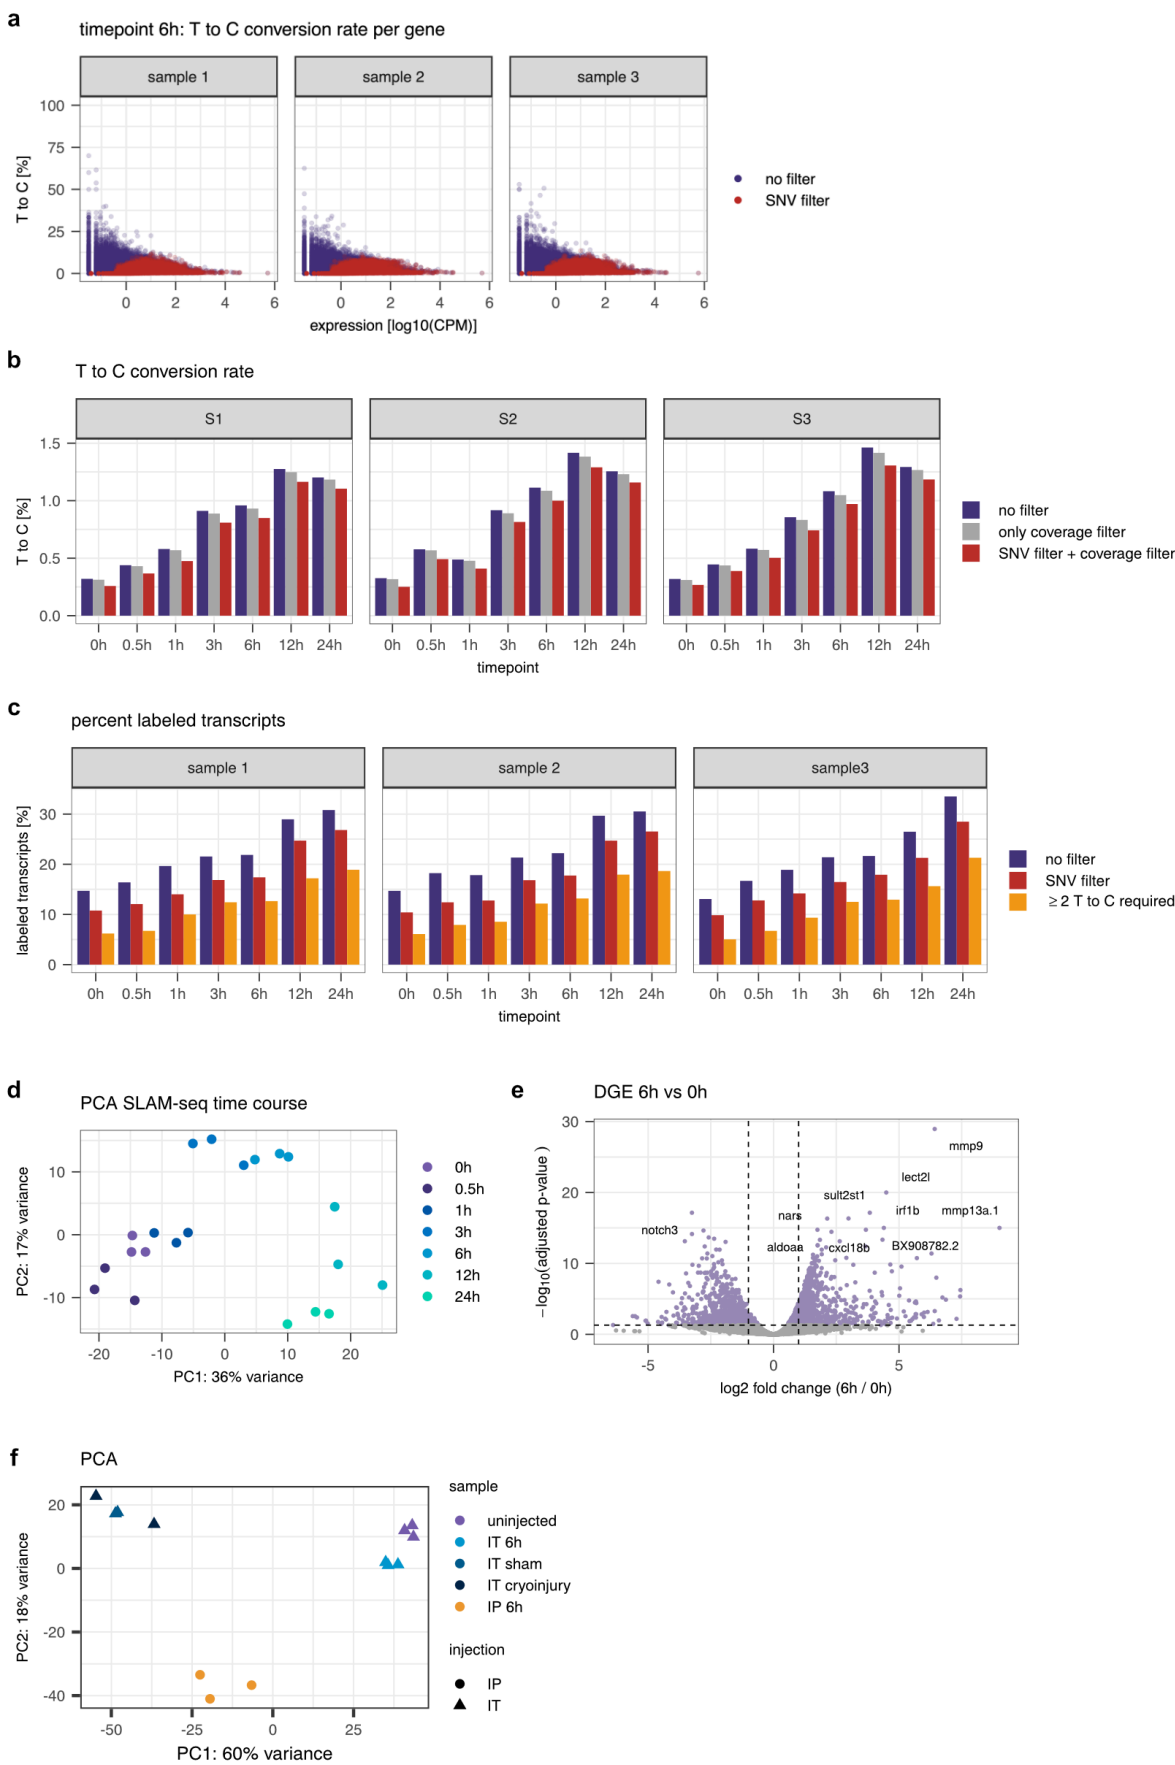 a
timepoint 6h: T to C conversion rate per gene
sample 1
sample 2
sample 3
T to C [%]
100
75
50
25
0
0 2 4 6
0 2 4 6
0 2 4 6
expression [log10(CPM)]
no filter
SNV filter
b
T to C conversion rate
S1
S2
S3
T to C [%]
1.5
1.0
0.5
0.0
0h 0.5h 1h 3h 6h 12h 24h
0h 0.5h 1h 3h 6h 12h 24h
0h 0.5h 1h 3h 6h 12h 24h
timepoint
no filter
only coverage filter
SNV filter + coverage filter
c
percent labeled transcripts
sample 1
sample 2
sample3
labeled transcripts [%]
30
20
10
0
0h 0.5h 1h 3h 6h 12h 24h
0h 0.5h 1h 3h 6h 12h 24h
0h 0.5h 1h 3h 6h 12h 24h
timepoint
no filter
SNV filter
≥2 T to C required
d
PCA SLAM-seq time course
PC2: 17% variance
10
0
-10
-20 -10 0 10 20
PC1: 36% variance
0h
0.5h
1h
3h
6h
12h
24h
e
DGE 6h vs 0h
−log10(adjusted p-value )
30
20
10
0
mmp9
lect2l
sult2st1
irf1b
mmp13a.1
nars
notch3
aldoaa
cxcl18b
BX908782.2
-5 0 5
log2 fold change (6h / 0h)
f
PCA
PC2: 18% variance
20
0
-20
-40
-50 -25 0 25
PC1: 60% variance
sample
uninjected
IT 6h
IT sham
IT cryoinjury
IP 6h
injection
IP
IT